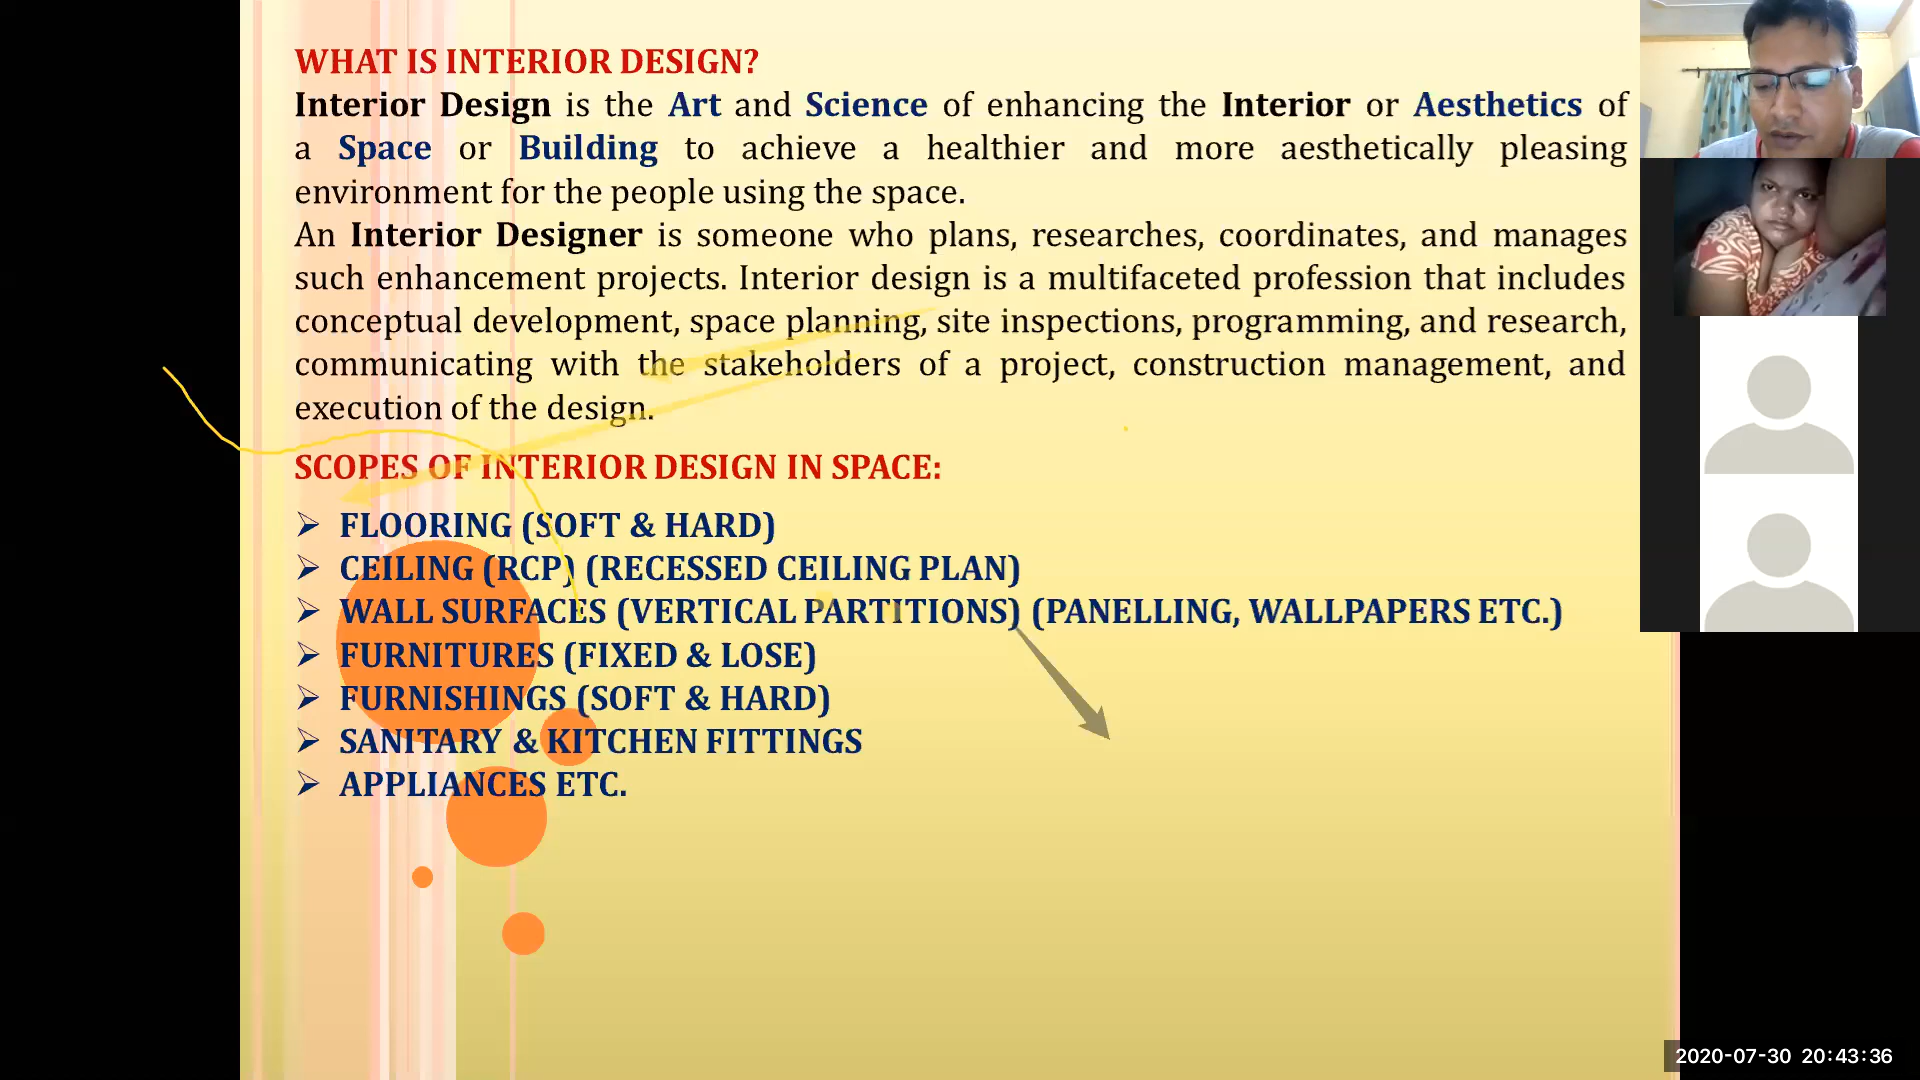 WHAT IS INTERIOR DESIGN?
Interior Design is the Art and Science of enhancing the Interior or Aesthetics of
a Space or Building to achieve a healthier and more aesthetically pleasing
environment for the people using the space.
An Interior Designer is someone who plans, researches, coordinates, and manages
such enhancement projects. Interior design is a multifaceted profession that includes
conceptual development, space planning, site inspections, programming, and research,
communicating with the stakeholders of a project, construction management, and
execution of the design.
SCOPES OF INTERIOR DESIGN IN SPACE:
➢ FLOORING (SOFT & HARD)
➢ CEILING (RCP) (RECESSED CEILING PLAN)
➢ WALL SURFACES (VERTICAL PARTITIONS) (PANELLING, WALLPAPERS ETC.)
➢ FURNITURES (FIXED & LOSE)
➢ FURNISHINGS (SOFT & HARD)
➢ SANITARY & KITCHEN FITTINGS
➢ APPLIANCES ETC.
2020-07-30 20:43:36